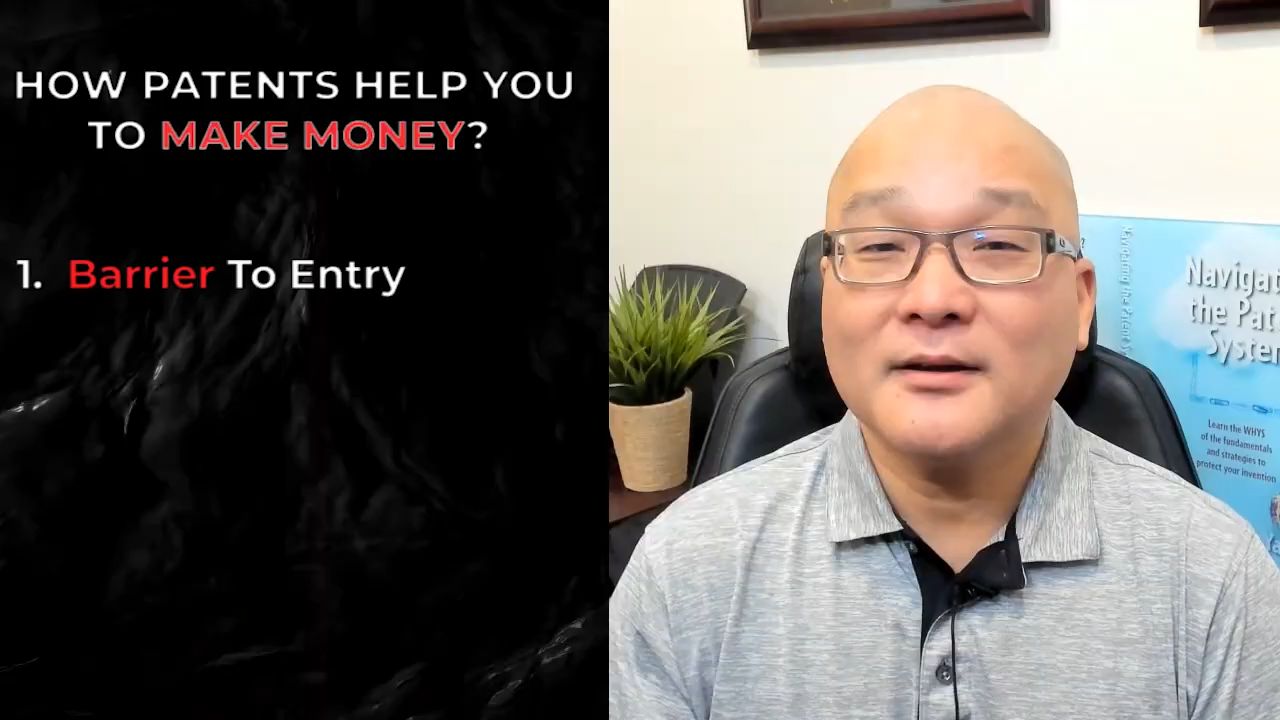 HOW PATENTS HELP YOU
TO MAKE MONEY?
1. Barrier To Entry
Navigat
the Pat
System
Learn the WHYS
of the fundamentals
and strategies to
protect your invention